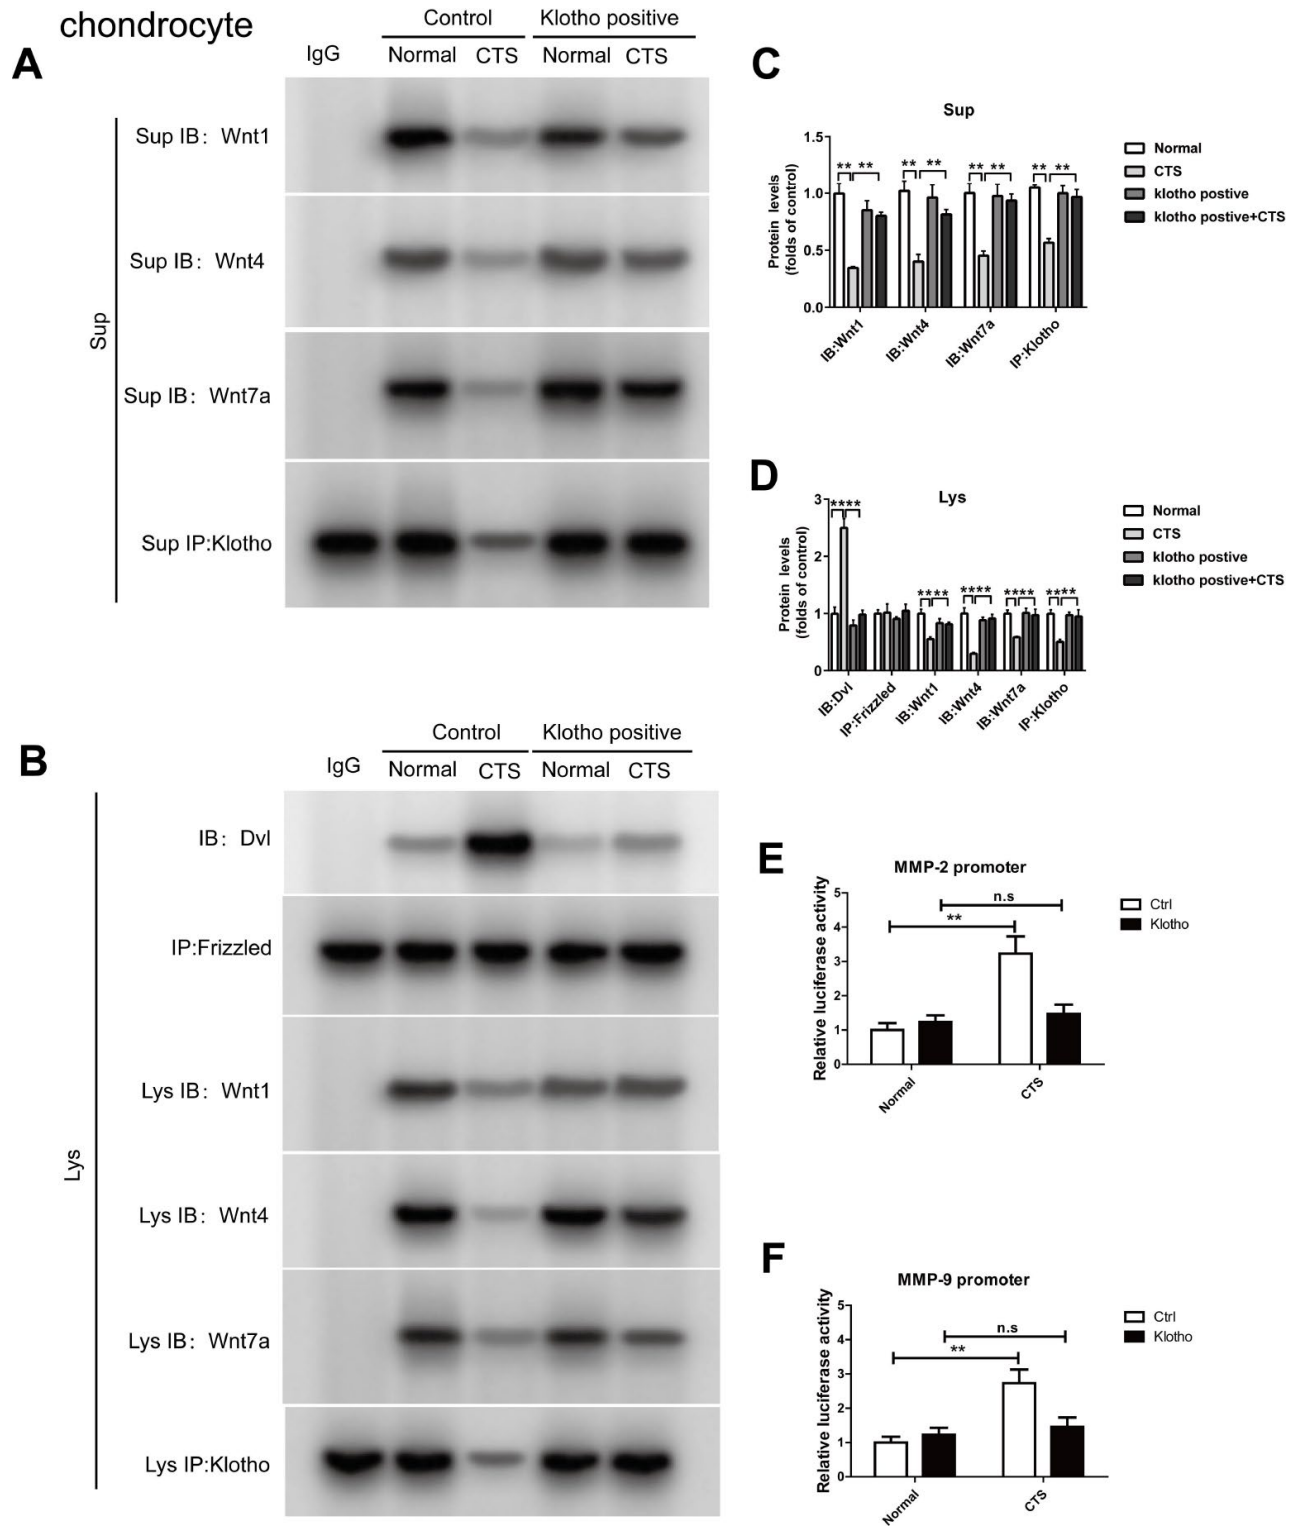 chondrocyte
A
Control
Klotho positive
IgG
Normal
CTS
Normal
CTS
Sup
Sup IB: Wnt1
Sup IB: Wnt4
Sup IB: Wnt7a
Sup IP:Klotho
B
Control
Klotho positive
IgG
Normal
CTS
Normal
CTS
Lys
IB: Dvl
IP:Frizzled
Lys IB: Wnt1
Lys IB: Wnt4
Lys IB: Wnt7a
Lys IP:Klotho
C
Sup
Protein levels
(folds of control)
1.5
1.0
0.5
0.0
** ** ** ** ** ** ** **
IB:Wnt1
IB:Wnt4
IB:Wnt7a
IP:Klotho
Normal
CTS
klotho postive
klotho postive+CTS
D
Lys
Protein levels
(folds of control)
3
2
1
0
****
**** **** **** ****
IB:Dvl
IP:Frizzled
IB:Wnt1
IB:Wnt4
IB:Wnt7a
IP:Klotho
Normal
CTS
klotho postive
klotho postive+CTS
E
MMP-2 promoter
Relative luciferase activity
5
4
3
2
1
0
n.s
**
Normal
CTS
Ctrl
Klotho
F
MMP-9 promoter
Relative luciferase activity
5
4
3
2
1
0
n.s
**
Normal
CTS
Ctrl
Klotho